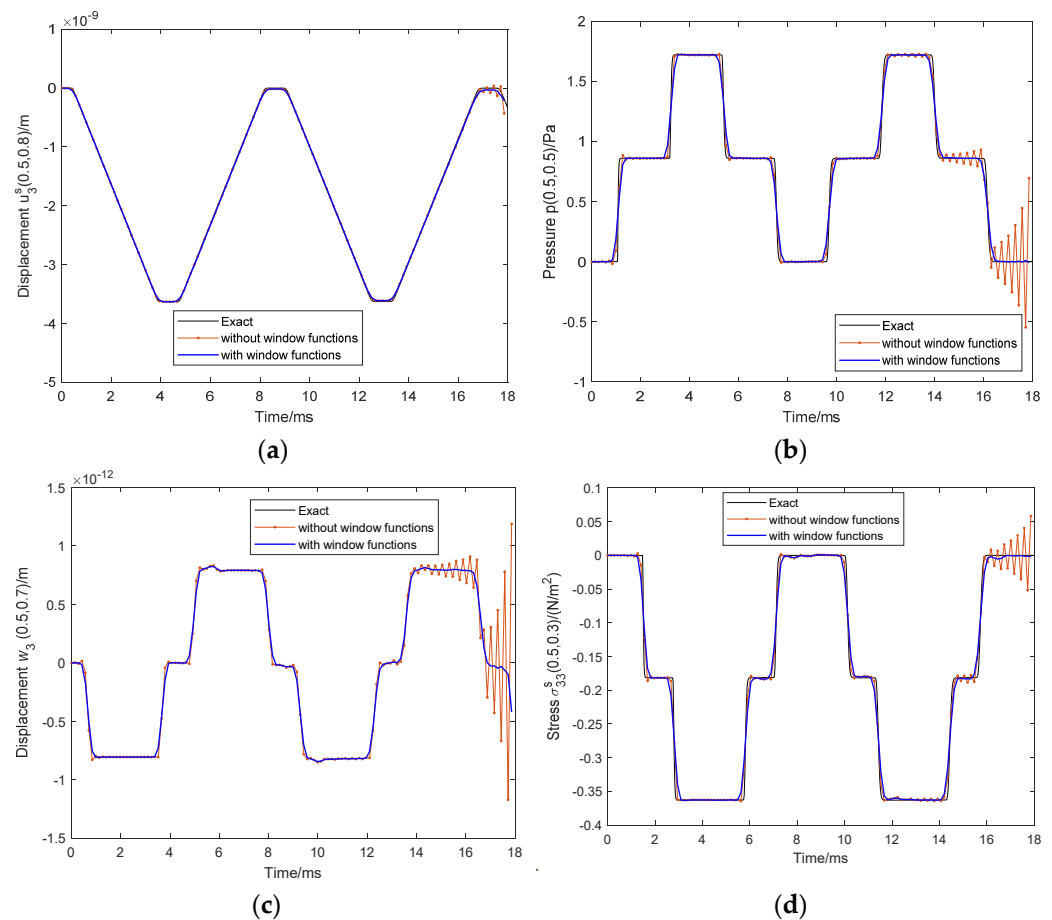 ×10⁻⁹
1
0
-1
-2
-3
-4
-5
Displacement u₃ˢ(0.5,0.8)/m
Exact
without window functions
with window functions
0 2 4 6 8 10 12 14 16 18
Time/ms
(a)
2
1.5
1
0.5
0
-0.5
-1
Pressure p(0.5,0.5)/Pa
Exact
without window functions
with window functions
0 2 4 6 8 10 12 14 16 18
Time/ms
(b)
×10⁻¹²
1.5
1
0.5
0
-0.5
-1
-1.5
Displacement w₃ (0.5,0.7)/m
Exact
without window functions
with window functions
0 2 4 6 8 10 12 14 16 18
Time/ms
(c)
0.1
0.05
0
-0.05
-0.1
-0.15
-0.2
-0.25
-0.3
-0.35
-0.4
Stress σ₃₃ˢ(0.5,0.3)/(N/m²)
Exact
without window functions
with window functions
0 2 4 6 8 10 12 14 16 18
Time/ms
(d)